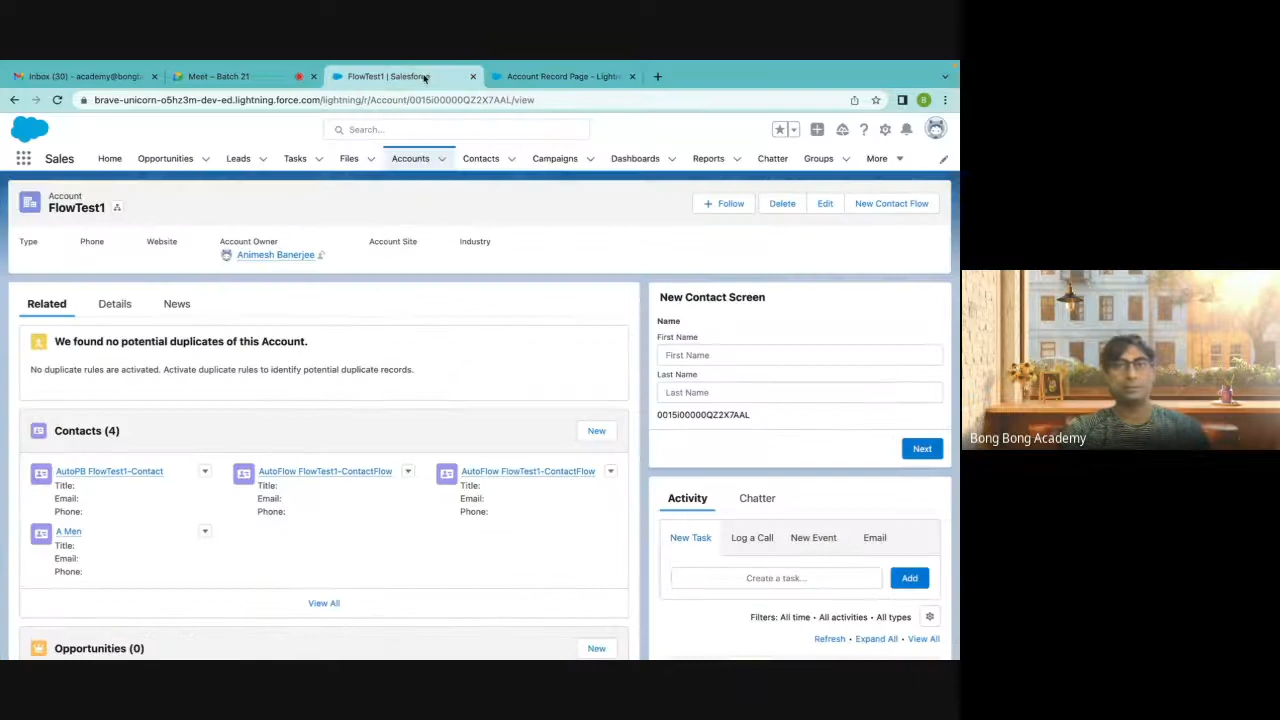 Inbox (30) - academy@bongb
Meet – Batch 21
FlowTest1 | Salesforce
Account Record Page - Light
brave-unicorn-o5hz3m-dev-ed.lightning.force.com/lightning/r/Account/0015i00000QZ2X7AAL/view
B
Search...
Sales
Home
Opportunities
Leads
Tasks
Files
Accounts
Contacts
Campaigns
Dashboards
Reports
Chatter
Groups
More
Account
FlowTest1
+ Follow
Delete
Edit
New Contact Flow
Type
Phone
Website
Account Owner
Account Site
Industry
Animesh Banerjee
Related
Details
News
We found no potential duplicates of this Account.
No duplicate rules are activated. Activate duplicate rules to identify potential duplicate records.
Contacts (4)
New
AutoPB FlowTest1-Contact
Title:
Email:
Phone:
AutoFlow FlowTest1-ContactFlow
Title:
Email:
Phone:
AutoFlow FlowTest1-ContactFlow
Title:
Email:
Phone:
A Men
Title:
Email:
Phone:
View All
Opportunities (0)
New
New Contact Screen
Name
First Name
First Name
Last Name
Last Name
0015i00000QZ2X7AAL
Next
Activity
Chatter
New Task
Log a Call
New Event
Email
Create a task...
Add
Filters: All time • All activities • All types
Refresh • Expand All • View All
Bong Bong Academy